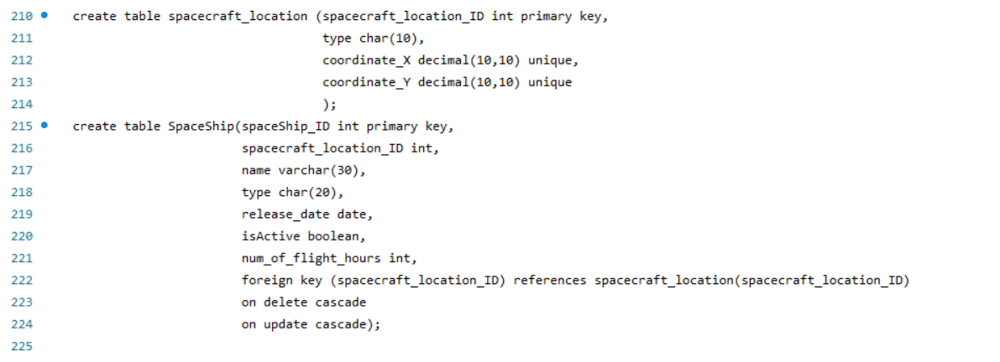 210 create table spacecraft_location (spacecraft_location_ID int primary key,
211 type char(10),
212 coordinate_X decimal(10,10) unique,
213 coordinate_Y decimal(10,10) unique
214 );
215 create table SpaceShip(spaceShip_ID int primary key,
216 spacecraft_location_ID int,
217 name varchar(30),
218 type char(20),
219 release_date date,
220 isActive boolean,
221 num_of_flight_hours int,
222 foreign key (spacecraft_location_ID) references spacecraft_location(spacecraft_location_ID)
223 on delete cascade
224 on update cascade);
225